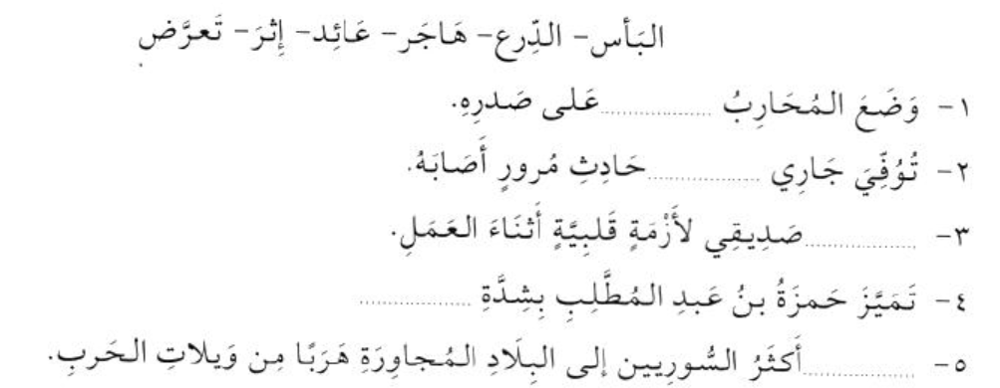 البَأس- الدِّرع- هَاجَر- عَائِد- إِثرَ- تَعرَّض
١- وَضَعَ المُحَارِبُ ..................عَلى صَدرِهِ.
٢- تُوُفِّيَ جَارِي ..................حَادِثِ مُرورٍ أَصَابَهُ.
٣- ..................صَدِيقِي لأَزْمَةٍ قَلبِيَّةٍ أَثنَاءَ العَمَلِ.
٤- تَمَيَّزَ حَمزَةُ بنُ عَبدِ المُطَّلِبِ بِشِدَّةِ ..................
٥- ..................أَكثَرُ السُّورِيين إلى البِلَادِ المُجاوِرَةِ هَرَبًا مِن وَيلاتِ الحَربِ.